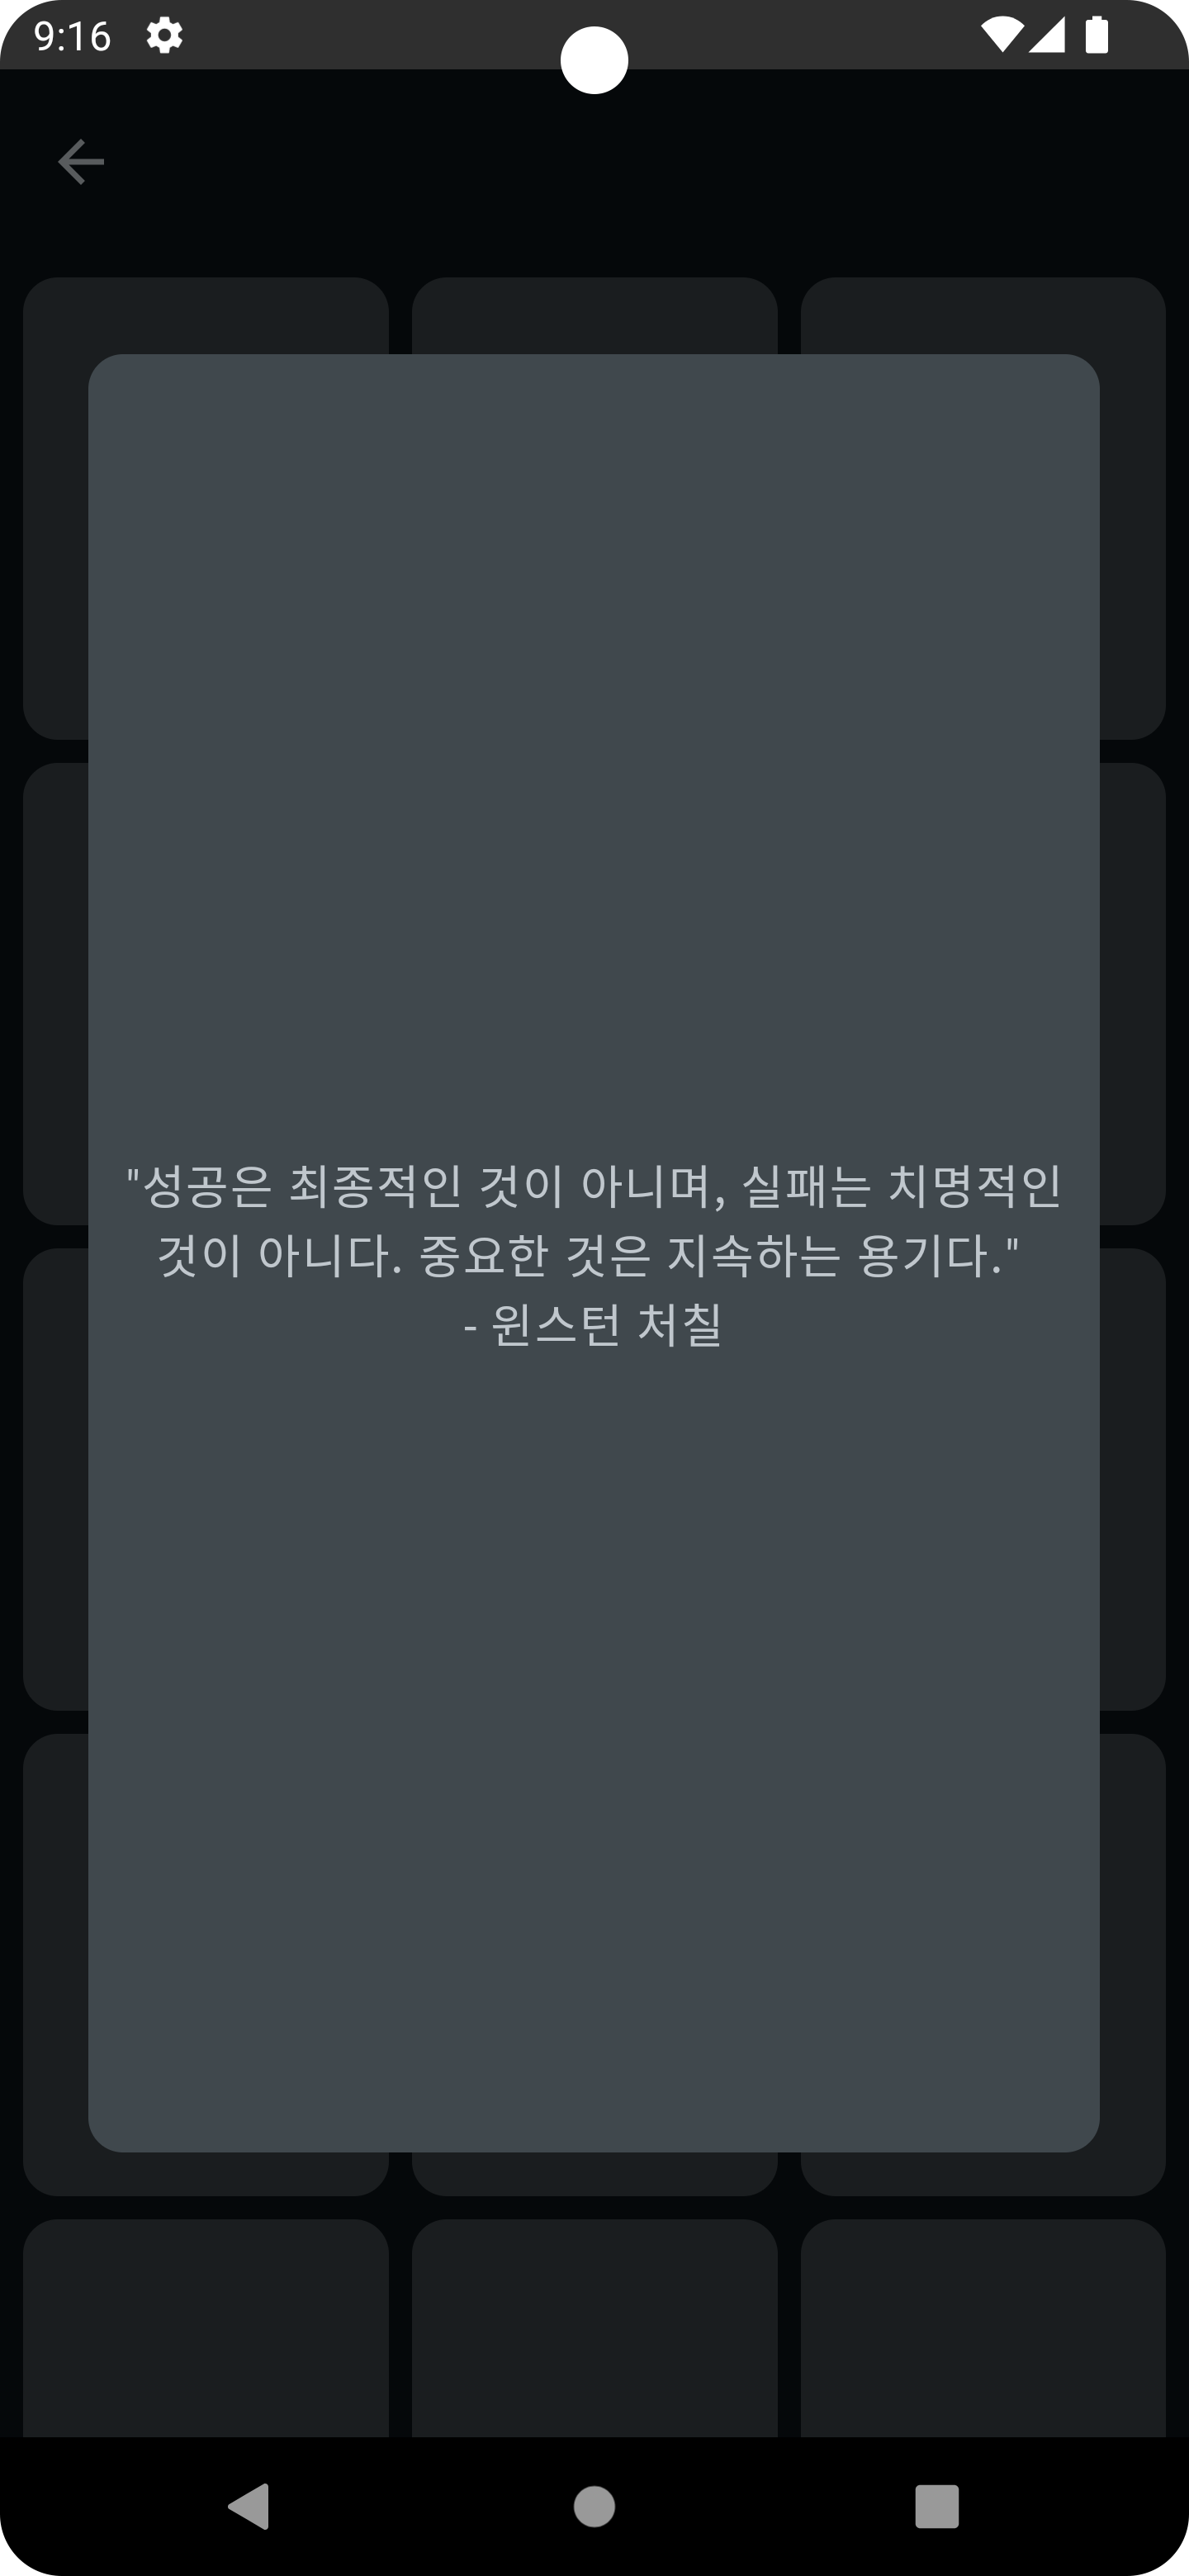 9:16
"성공은 최종적인 것이 아니며, 실패는 치명적인
것이 아니다. 중요한 것은 지속하는 용기다."
- 윈스턴 처칠